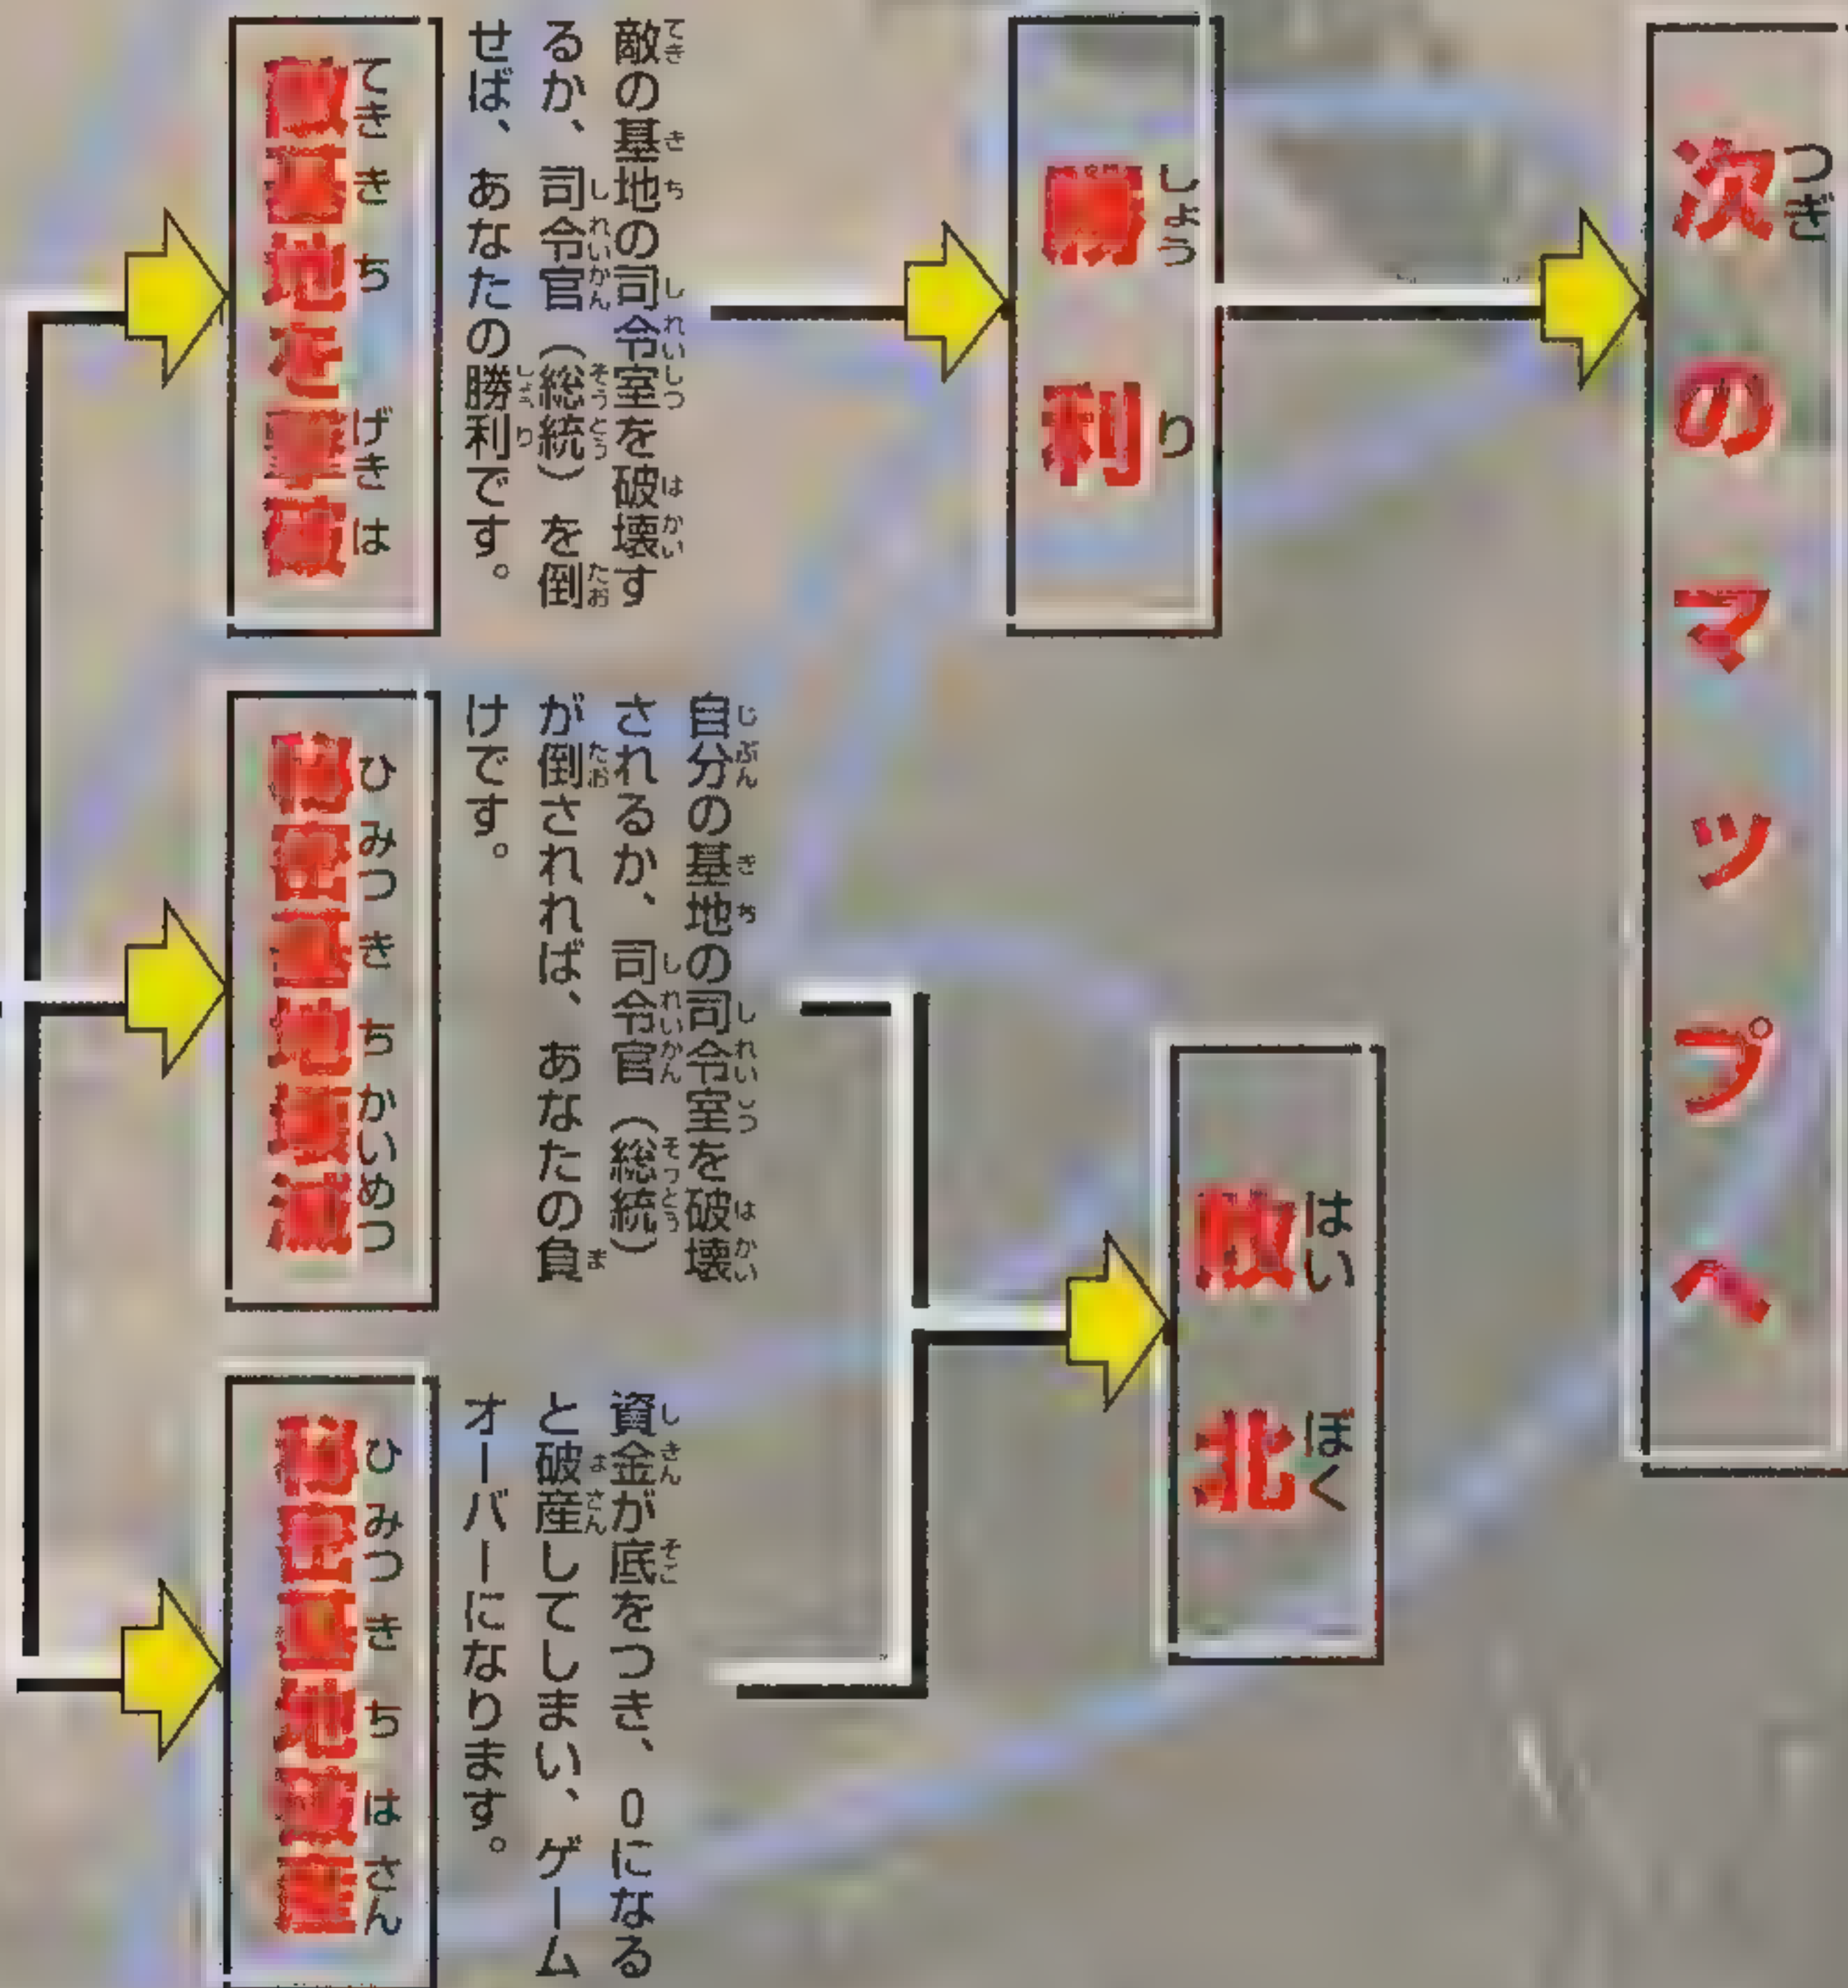 敵基地を撃破
敵の基地の司令室を破壊す
るか、司令官（総統）を倒
せば、あなたの勝利です。
勝利
次のマップへ
秘密基地壊滅
自分の基地の司令室を破壊
されるか、司令官（総統）
が倒されれば、あなたの負
けです。
秘密基地破産
資金が底をつき、0になる
と破産してしまい、ゲーム
オーバーになります。
敗北